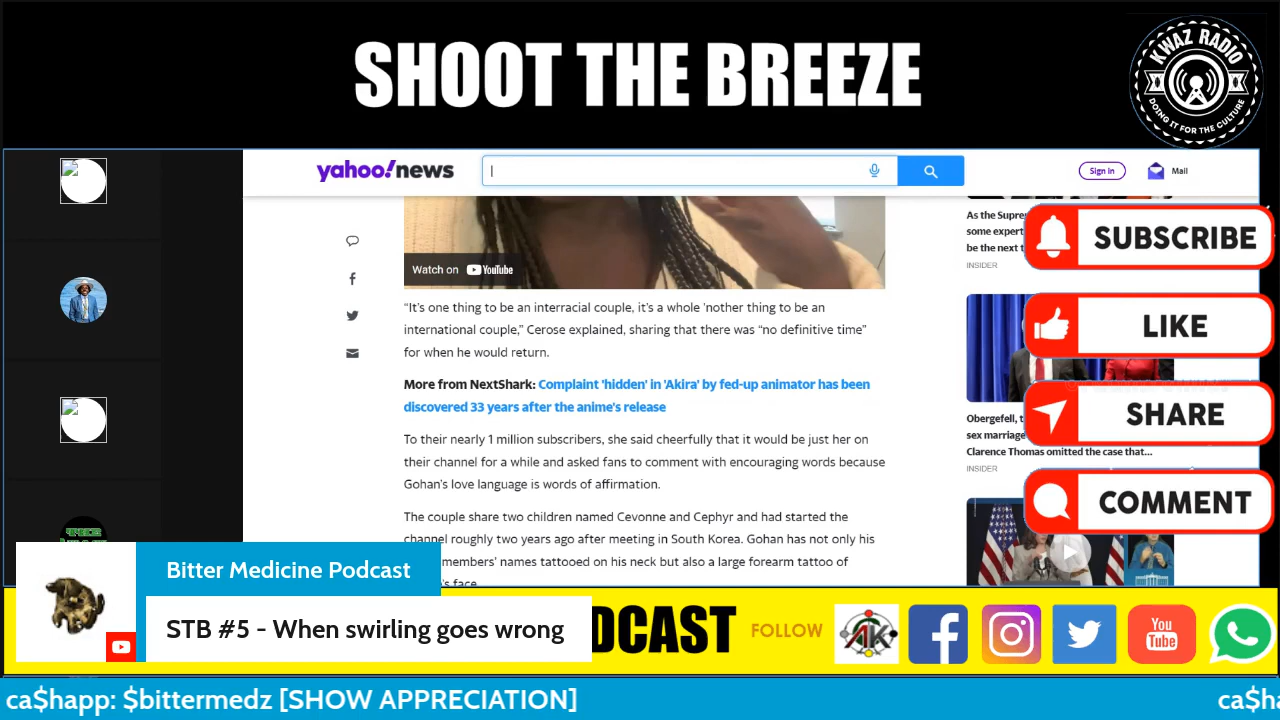 SHOOT THE BREEZE
KWAZ RADIO
DOING IT FOR THE CULTURE
yahoo!news
Sign in
Mail
Watch on YouTube
“It’s one thing to be an interracial couple, it’s a whole ’nother thing to be an
international couple,” Cerose explained, sharing that there was “no definitive time”
for when he would return.
More from NextShark: Complaint 'hidden' in 'Akira' by fed-up animator has been
discovered 33 years after the anime's release
To their nearly 1 million subscribers, she said cheerfully that it would be just her on
their channel for a while and asked fans to comment with encouraging words because
Gohan’s love language is words of affirmation.
The couple share two children named Cevonne and Cephyr and had started the
channel roughly two years ago after meeting in South Korea. Gohan has not only his
members’ names tattooed on his neck but also a large forearm tattoo of
’s face
As the Supre
some expert
be the next t
INSIDER
Obergefell, t
sex marriage
Clarence Thomas omitted the case that...
INSIDER
SUBSCRIBE
LIKE
SHARE
COMMENT
Bitter Medicine Podcast
STB #5 - When swirling goes wrong
DCAST
FOLLOW
You
Tube
ca$happ: $bittermedz [SHOW APPRECIATION]
ca$ha